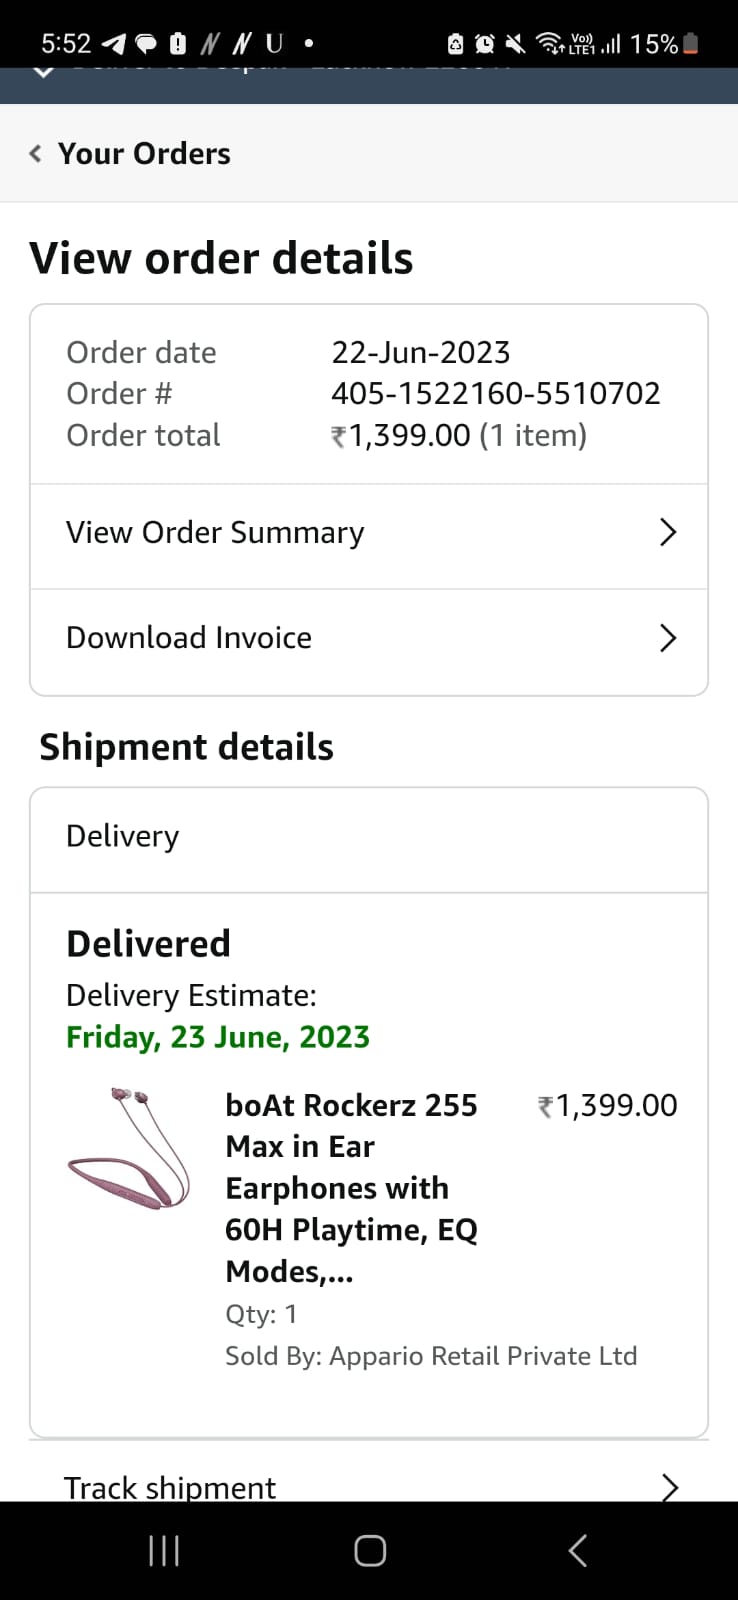 5:52 N N U Vo)) LTE1 15%
Your Orders
View order details
Order date 22-Jun-2023
Order # 405-1522160-5510702
Order total ₹1,399.00 (1 item)
View Order Summary
Download Invoice
Shipment details
Delivery
Delivered
Delivery Estimate:
Friday, 23 June, 2023
boAt Rockerz 255 ₹1,399.00
Max in Ear
Earphones with
60H Playtime, EQ
Modes,...
Qty: 1
Sold By: Appario Retail Private Ltd
Track shipment